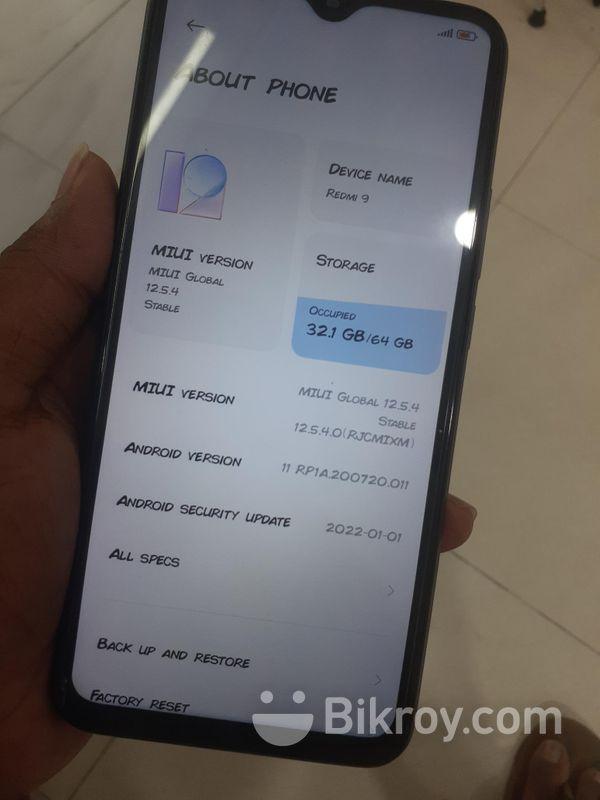 ABOUT PHONE
12
DEVICE NAME
REDMI 9
MIUI VERSION
MIUI GLOBAL
12.5.4
STABLE
STORAGE
OCCUPIED
32.1 GB/64 GB
MIUI VERSION
MIUI GLOBAL 12.5.4
STABLE
12.5.4.0(RJCMIXM)
ANDROID VERSION
11 RP1A.200720.011
ANDROID SECURITY UPDATE
2022-01-01
ALL SPECS
BACK UP AND RESTORE
FACTORY RESET
Bikroy.com